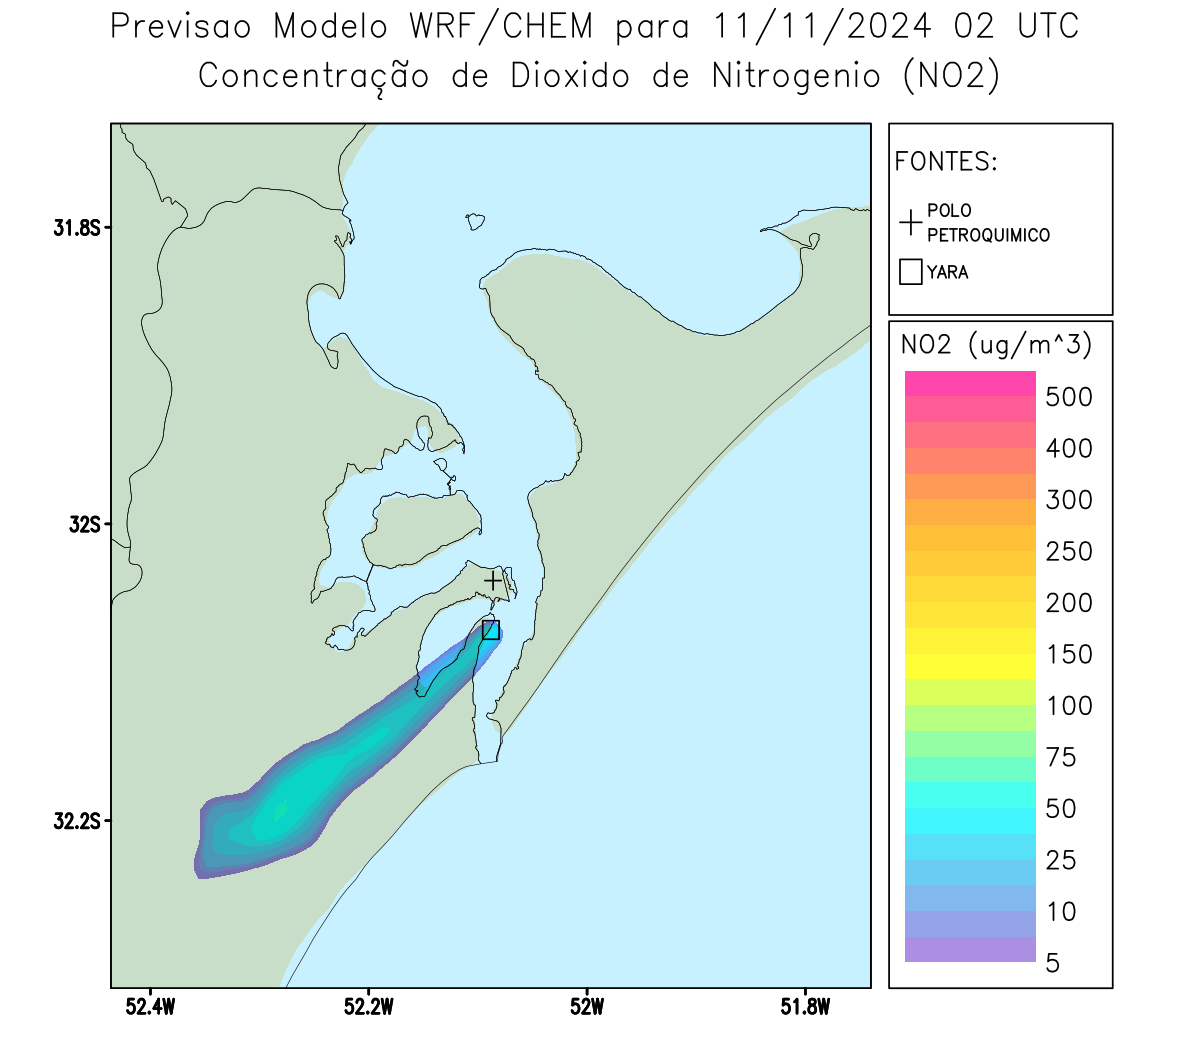 Previsao Modelo WRF/CHEM para 11/11/2024 02 UTC
Concentração de Dioxido de Nitrogenio (NO2)
FONTES:
POLO
PETROQUIMICO
YARA
NO2 (ug/m^3)
500
400
300
250
200
150
100
75
50
25
10
5
31.8S
32S
32.2S
52.4W
52.2W
52W
51.8W